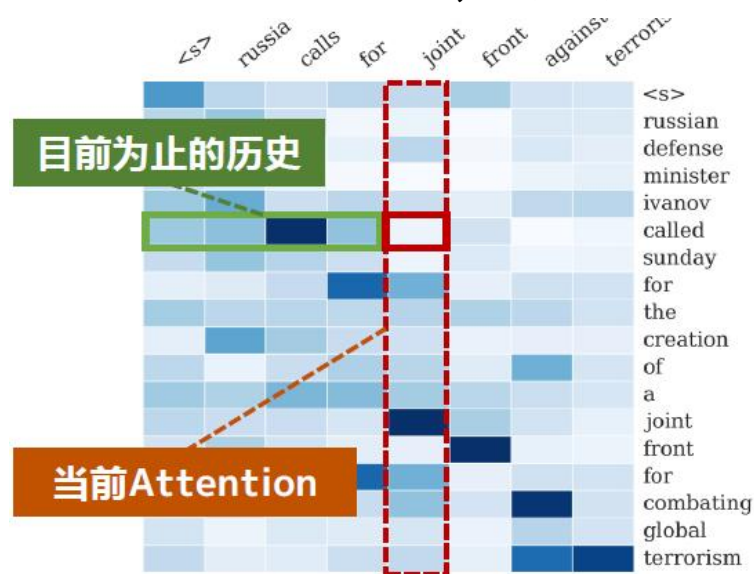 <s> russia calls for joint front against terroris
<s>
russian
目前为止的历史
defense
minister
ivanov
called
sunday
for
the
creation
of
a
joint
front
当前Attention
for
combating
global
terrorism